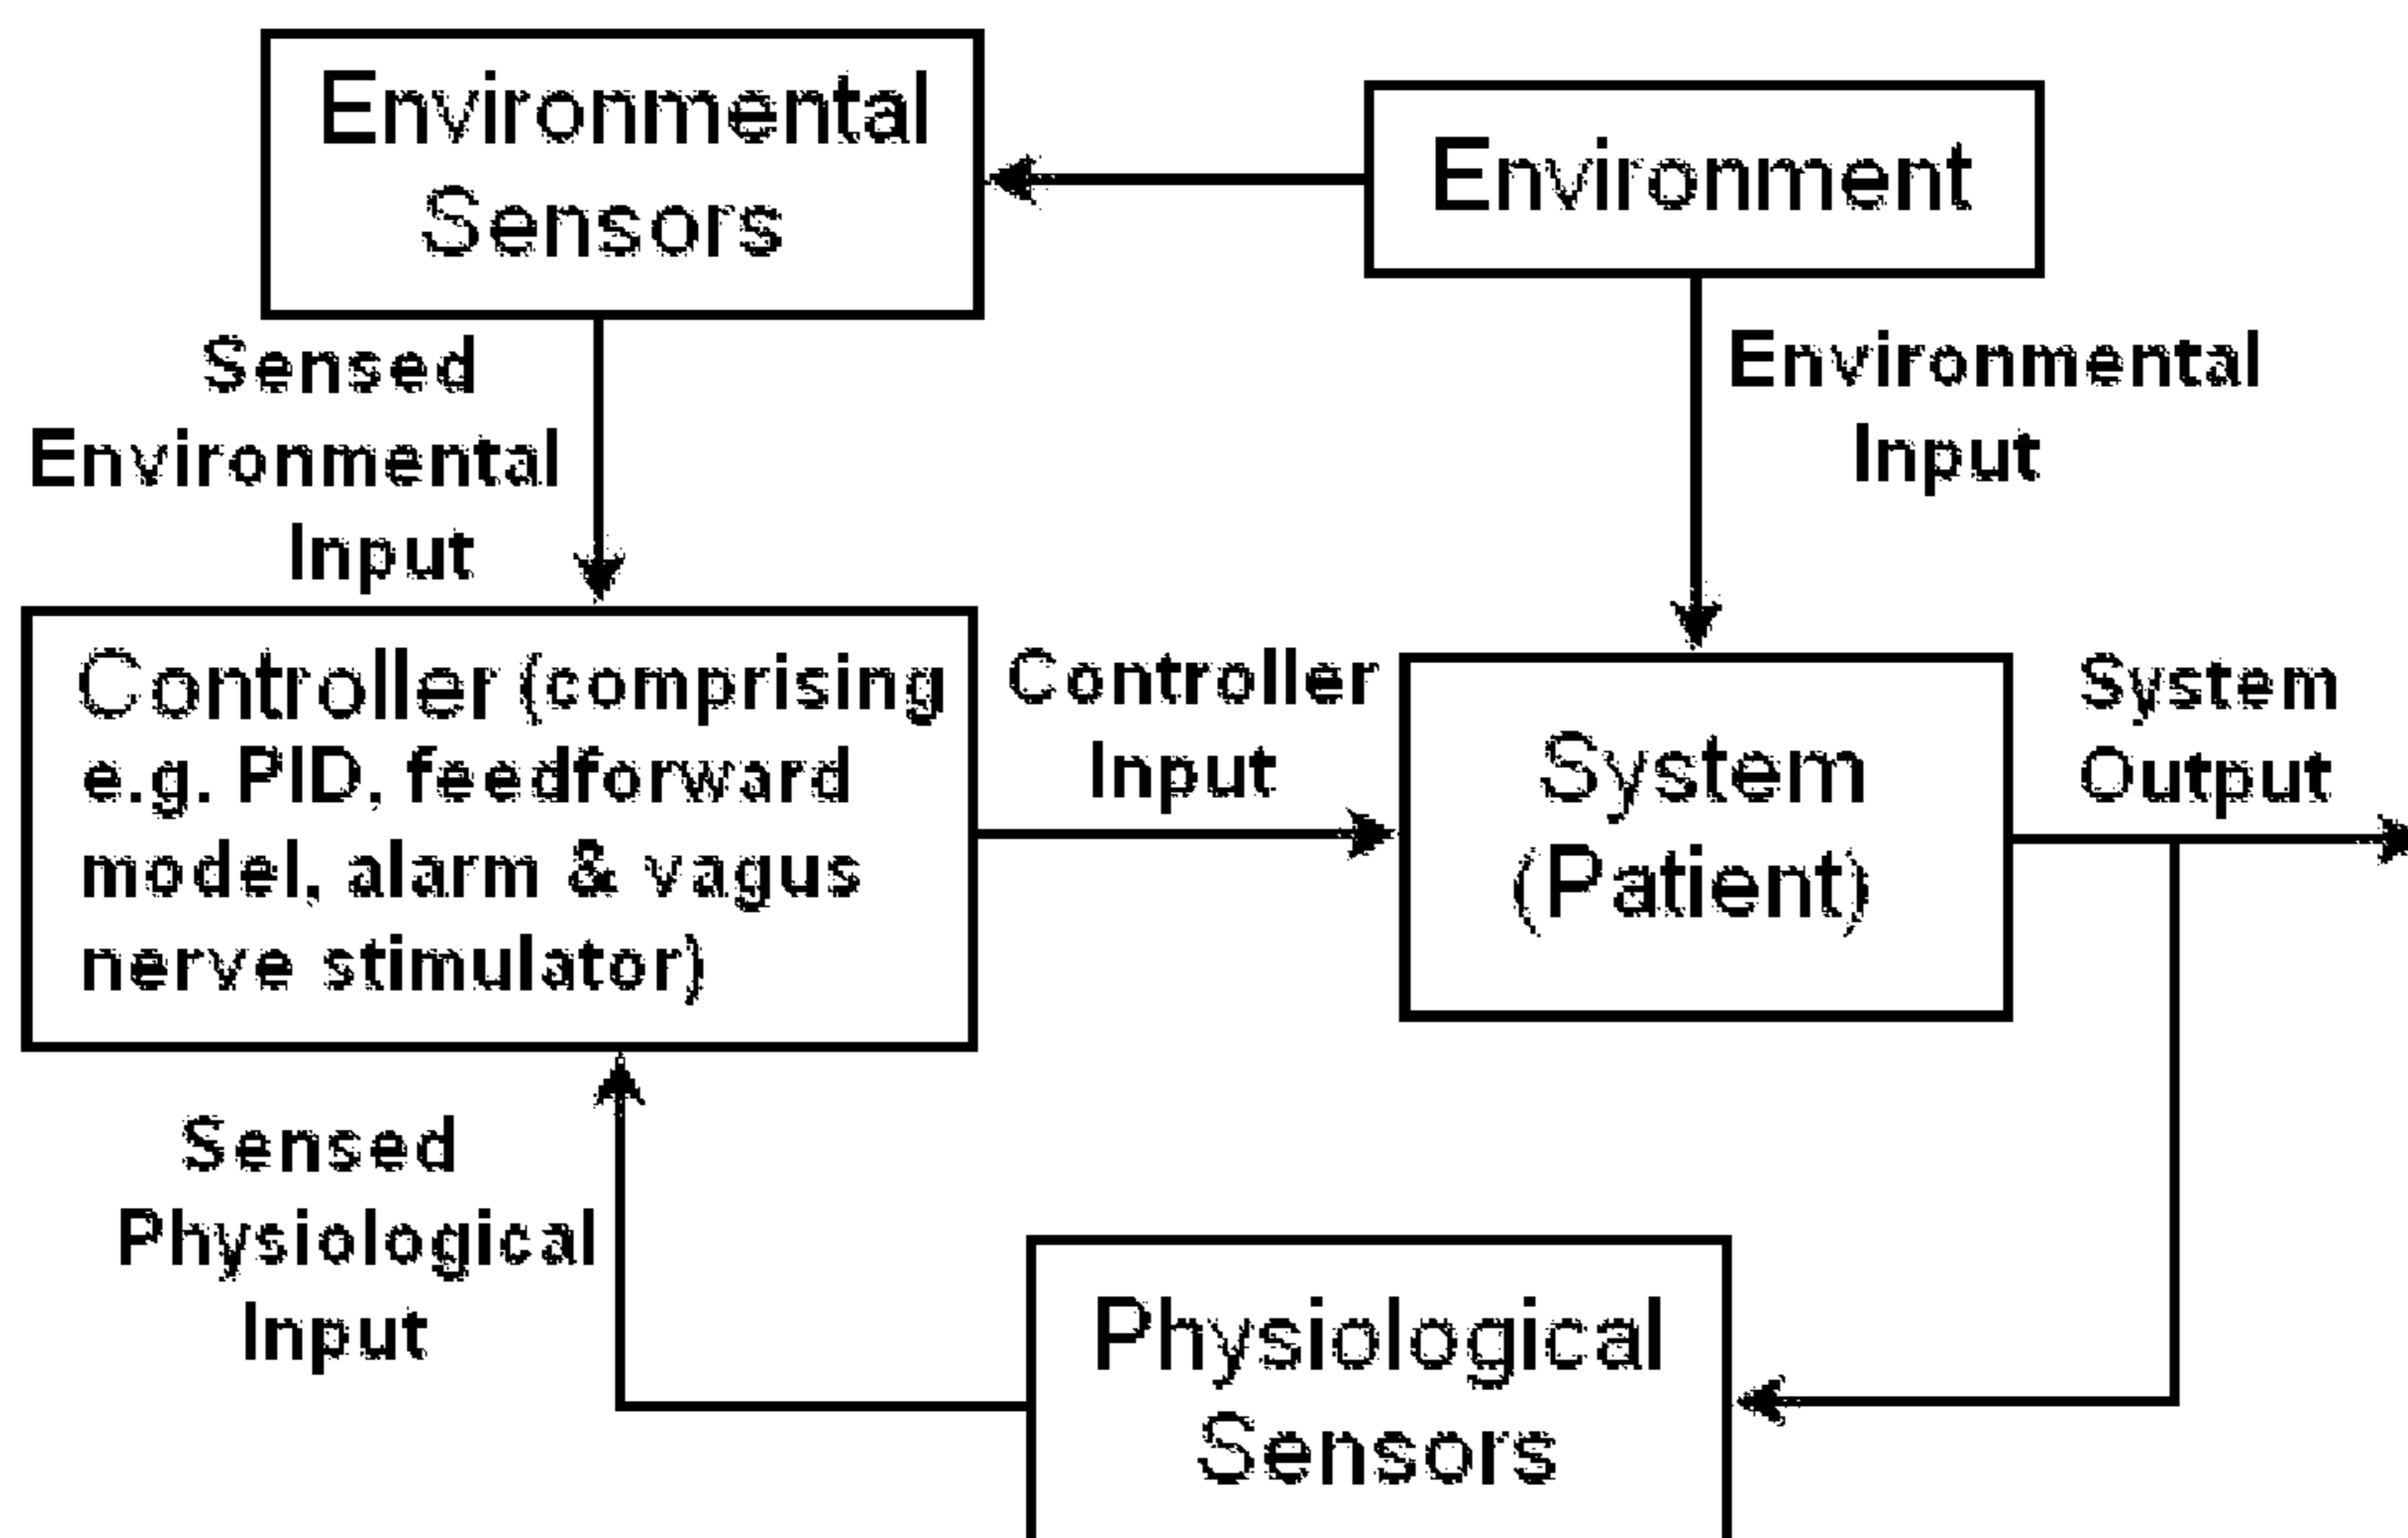 Environmental
Sensors
Environment
Sensed
Environmental
Input
Environmental
Input
Controller (comprising
e.g. PID, feedforward
model, alarm & vagus
nerve stimulator)
Controller
Input
System
(Patient)
System
Output
Sensed
Physiological
Input
Physiological
Sensors